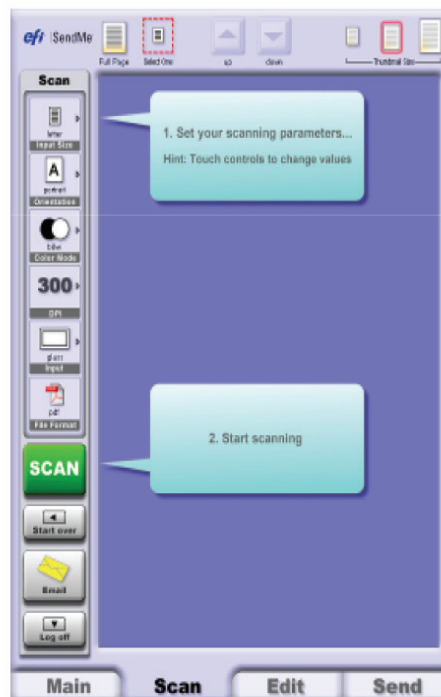 efi SendMe
Full Page
Select One
up
down
Thumbnail Size
Scan
letter
Input Size
A
portrait
Orientation
b&w
Color Mode
300
DPI
glass
Input
pdf
File Format
SCAN
Start over
Email
Log off
1. Set your scanning parameters...
Hint: Touch controls to change values
2. Start scanning
Main
Scan
Edit
Send